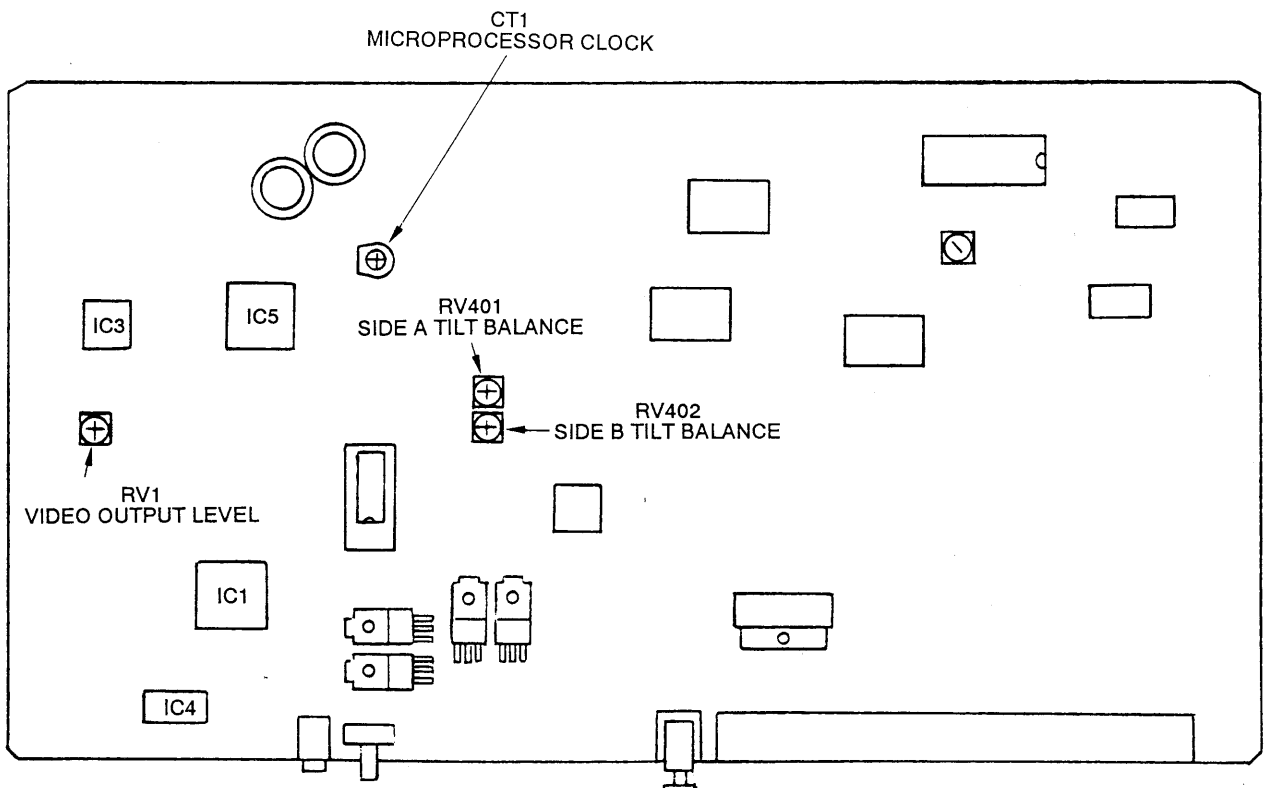 CT1
MICROPROCESSOR CLOCK
IC3
IC5
RV401
SIDE A TILT BALANCE
RV402
SIDE B TILT BALANCE
RV1
VIDEO OUTPUT LEVEL
IC1
IC4